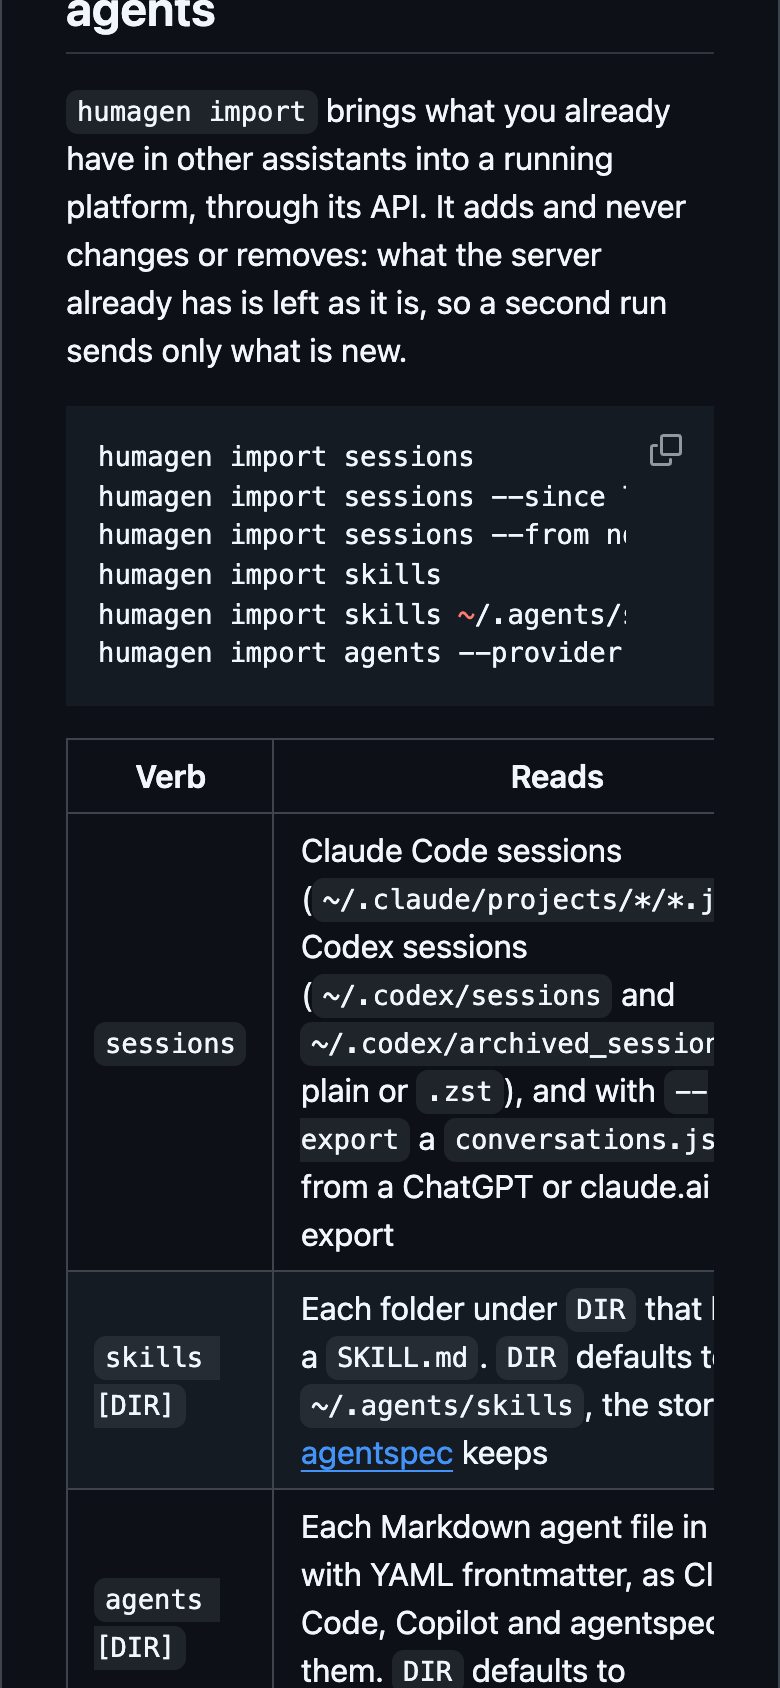 agents
humagen import brings what you already
have in other assistants into a running
platform, through its API. It adds and never
changes or removes: what the server
already has is left as it is, so a second run
sends only what is new.
humagen import sessions
humagen import sessions --since
humagen import sessions --from
humagen import skills
humagen import skills ~/.agents/
humagen import agents --provider
Verb
Reads
sessions
Claude Code sessions
(~/.claude/projects/*/*.j
Codex sessions
(~/.codex/sessions and
~/.codex/archived_session
plain or .zst), and with --
export a conversations.js
from a ChatGPT or claude.ai
export
skills
[DIR]
Each folder under DIR that
a SKILL.md. DIR defaults
~/.agents/skills, the
agentspec keeps
agents
[DIR]
Each Markdown agent file in
with YAML frontmatter, as
Code, Copilot and agentspec
them. DIR defaults to